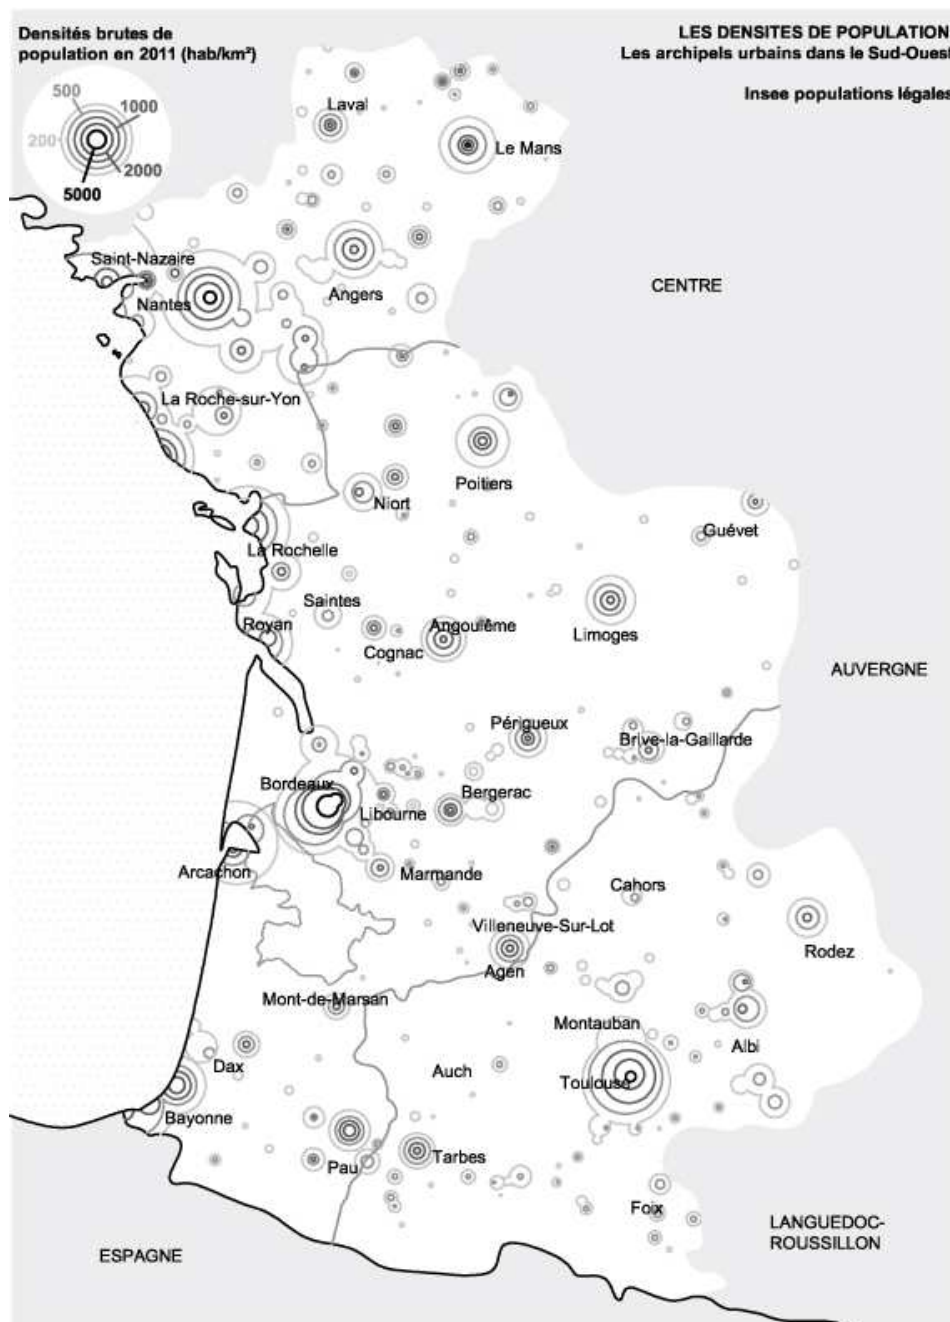 Densités brutes de
population en 2011 (hab/km²)
500
1000
200
2000
5000
LES DENSITES DE POPULATION
Les archipels urbains dans le Sud-Ouest
Insee populations légales
Laval
Le Mans
Saint-Nazaire
CENTRE
Nantes
Angers
La Roche-sur-Yon
Poitiers
Niort
Guévet
La Rochelle
Saintes
Royan
Angoulême
Limoges
Cognac
AUVERGNE
Périgueux
Brive-la-Gaillarde
Bordeaux
Bergerac
Libourne
Arcachon
Marmande
Cahors
Villeneuve-Sur-Lot
Rodez
Agen
Mont-de-Marsan
Montauban
Albi
Dax
Auch
Toulouse
Bayonne
Pau
Tarbes
Foix
LANGUEDOC-
ROUSSILLON
ESPAGNE